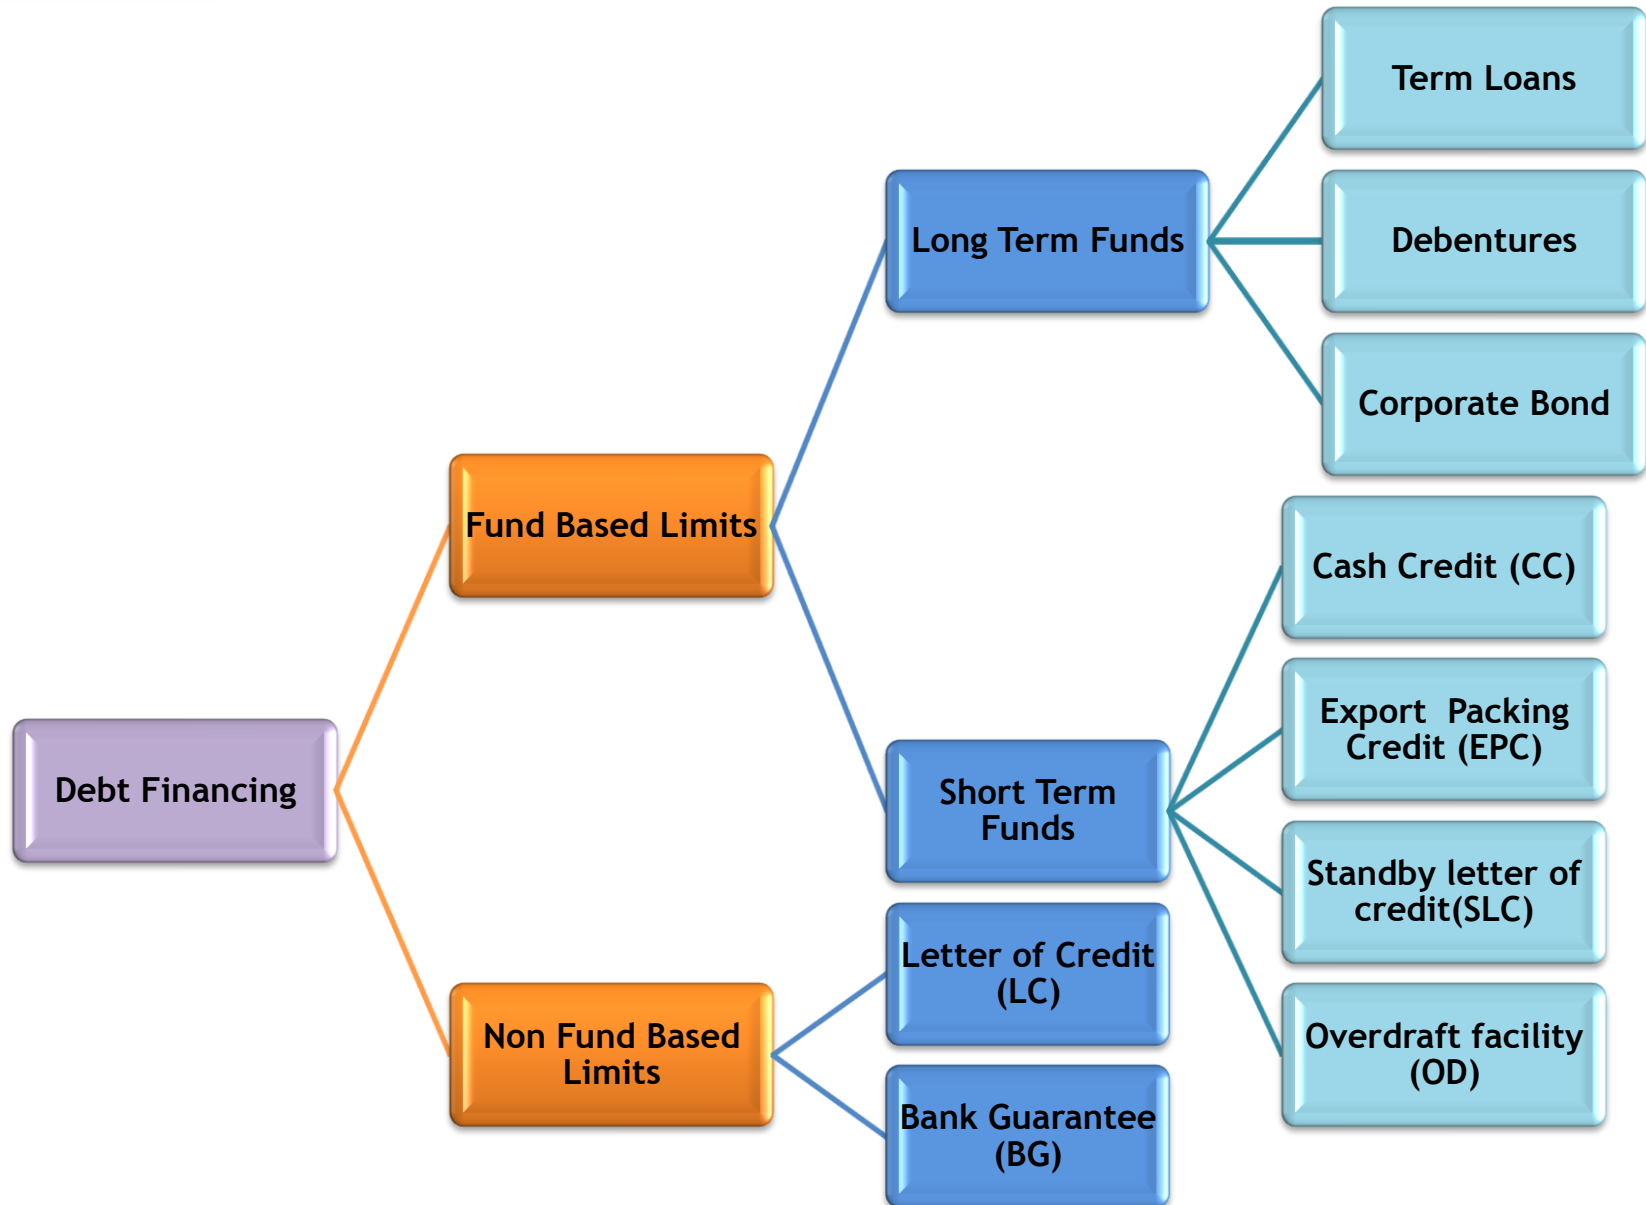 Debt Financing
Fund Based Limits
Long Term Funds
Term Loans
Debentures
Corporate Bond
Short Term
Funds
Cash Credit (CC)
Export  Packing
Credit (EPC)
Standby letter of
credit(SLC)
Overdraft facility
(OD)
Non Fund Based
Limits
Letter of Credit
(LC)
Bank Guarantee
(BG)